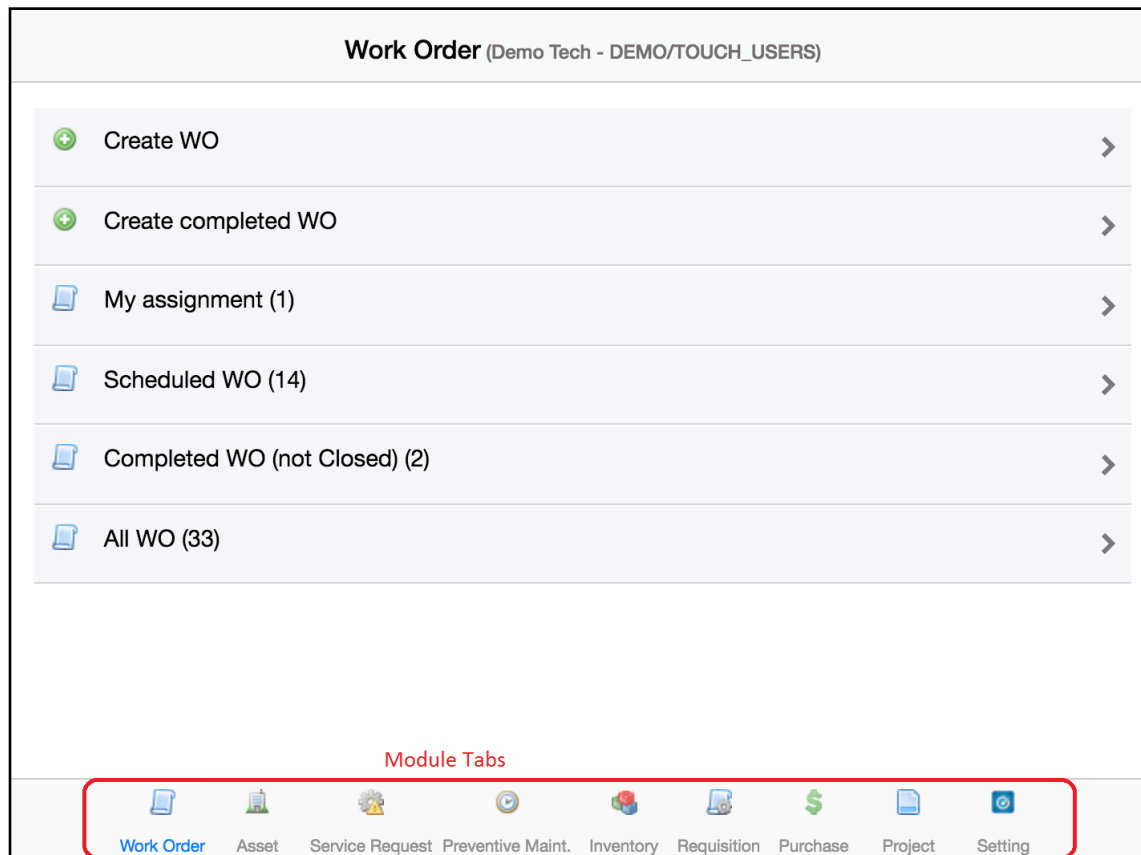 Work Order (Demo Tech - DEMO/TOUCH_USERS)
Create WO
Create completed WO
My assignment (1)
Scheduled WO (14)
Completed WO (not Closed) (2)
All WO (33)
Module Tabs
Work Order Asset Service Request Preventive Maint. Inventory Requisition Purchase Project Setting